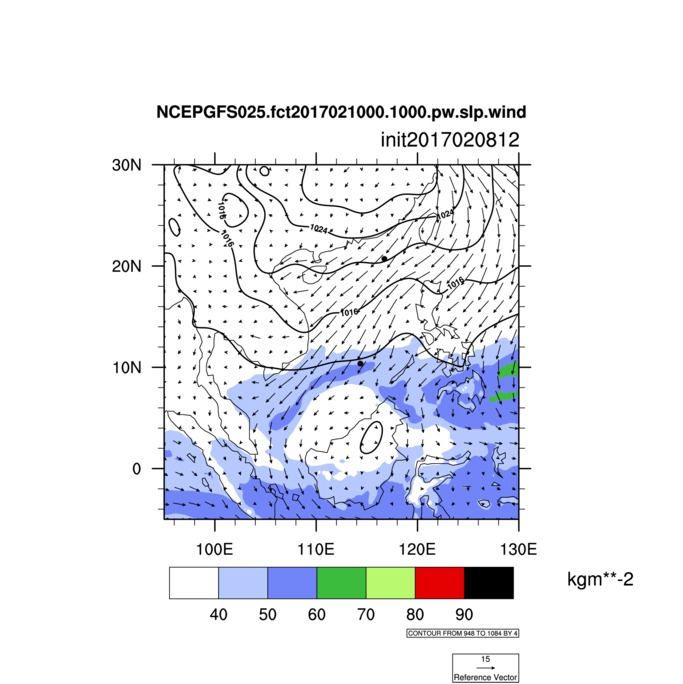 NCEPGFS025.fct2017021000.1000.pw.slp.wind
init2017020812
30N
20N
10N
0
1016
1016
1024
1024
1016
1016
100E 110E 120E 130E
kgm**-2
40 50 60 70 80 90
CONTOUR FROM 948 TO 1084 BY 4
15
Reference Vector